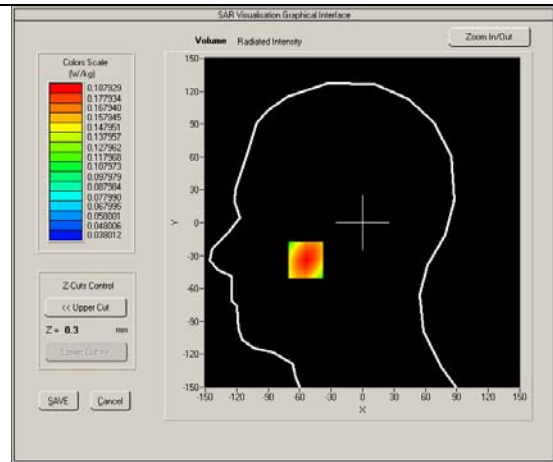 SAR Visualisation Graphical Interface
Volume Radiated Intensity
Zoom In/Out
Colors Scale
(W/kg)
0.187929
0.177934
0.167940
0.157945
0.147951
0.137957
0.127962
0.117968
0.107973
0.097979
0.087984
0.077990
0.067995
0.058001
0.048006
0.038012
Z-Cuts Control
<< Upper Cut
Z = 0.3 mm
Lower Cut >>
SAVE
Cancel
150-
120-
90-
60-
30-
0-
-30-
-60-
-90-
-120-
-150-
Y
-150 -120 -90 -60 -30 0 30 60 90 120 150
X